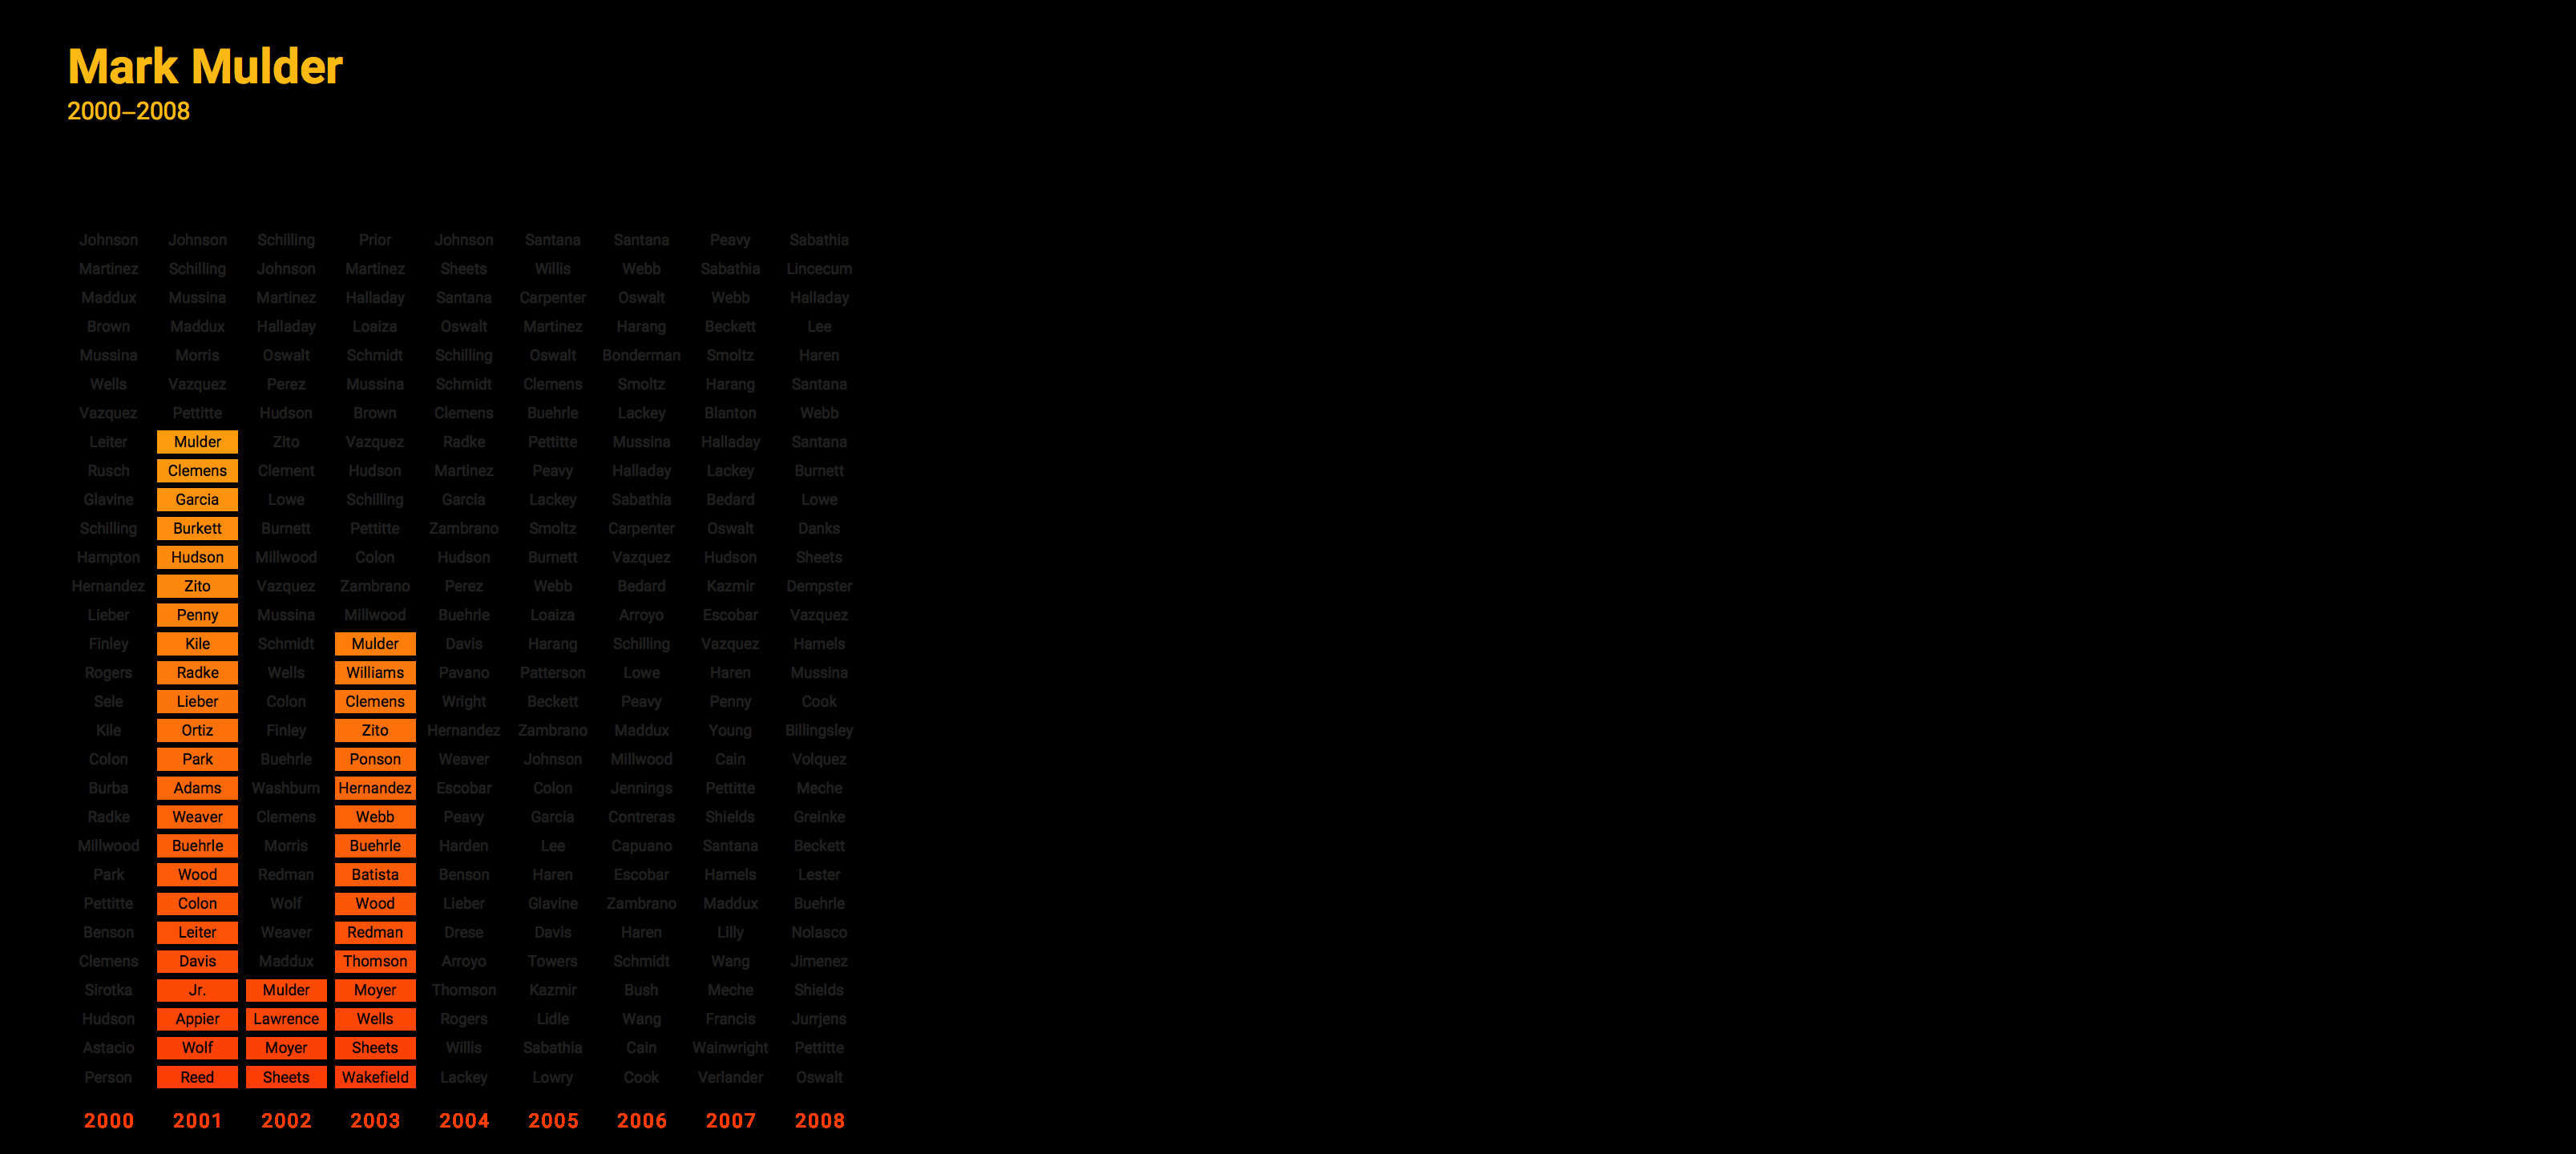 Mark Mulder
2000–2008
Johnson Johnson Schilling Prior Johnson Santana Santana Peavy Sabathia
Martinez Schilling Johnson Martinez Sheets Willis Webb Sabathia Lincecum
Maddux Mussina Martinez Halladay Santana Carpenter Oswalt Webb Halladay
Brown Maddux Halladay Loaiza Oswalt Martinez Harang Beckett Lee
Mussina Morris Oswalt Schmidt Schilling Oswalt Bonderman Smoltz Haren
Wells Vazquez Perez Mussina Schmidt Clemens Smoltz Harang Santana
Vazquez Pettitte Hudson Brown Clemens Buehrle Lackey Blanton Webb
Leiter Mulder Zito Vazquez Radke Pettitte Mussina Halladay Santana
Rusch Clemens Clement Hudson Martinez Peavy Halladay Lackey Burnett
Glavine Garcia Lowe Schilling Garcia Lackey Sabathia Bedard Lowe
Schilling Burkett Burnett Pettitte Zambrano Smoltz Carpenter Oswalt Danks
Hampton Hudson Millwood Colon Hudson Burnett Vazquez Hudson Sheets
Hernandez Zito Vazquez Zambrano Perez Webb Bedard Kazmir Dempster
Lieber Penny Mussina Millwood Buehrle Loaiza Arroyo Escobar Vazquez
Finley Kile Schmidt Mulder Davis Harang Schilling Vazquez Hamels
Rogers Radke Wells Williams Pavano Patterson Lowe Haren Mussina
Sele Lieber Colon Clemens Wright Beckett Peavy Penny Cook
Kile Ortiz Finley Zito Hernandez Zambrano Maddux Young Billingsley
Colon Park Buehrle Ponson Weaver Johnson Millwood Cain Volquez
Burba Adams Washburn Hernandez Escobar Colon Jennings Pettitte Meche
Radke Weaver Clemens Webb Peavy Garcia Contreras Shields Greinke
Millwood Buehrle Morris Buehrle Harden Lee Capuano Santana Beckett
Park Wood Redman Batista Benson Haren Escobar Hamels Lester
Pettitte Colon Wolf Wood Lieber Glavine Zambrano Maddux Buehrle
Benson Leiter Weaver Redman Drese Davis Haren Lilly Nolasco
Clemens Davis Maddux Thomson Arroyo Towers Schmidt Wang Jimenez
Sirotka Jr. Mulder Moyer Thomson Kazmir Bush Meche Shields
Hudson Appier Lawrence Wells Rogers Lidle Wang Francis Jurrjens
Astacio Wolf Moyer Sheets Willis Sabathia Cain Wainwright Pettitte
Person Reed Sheets Wakefield Lackey Lowry Cook Verlander Oswalt
2000 2001 2002 2003 2004 2005 2006 2007 2008